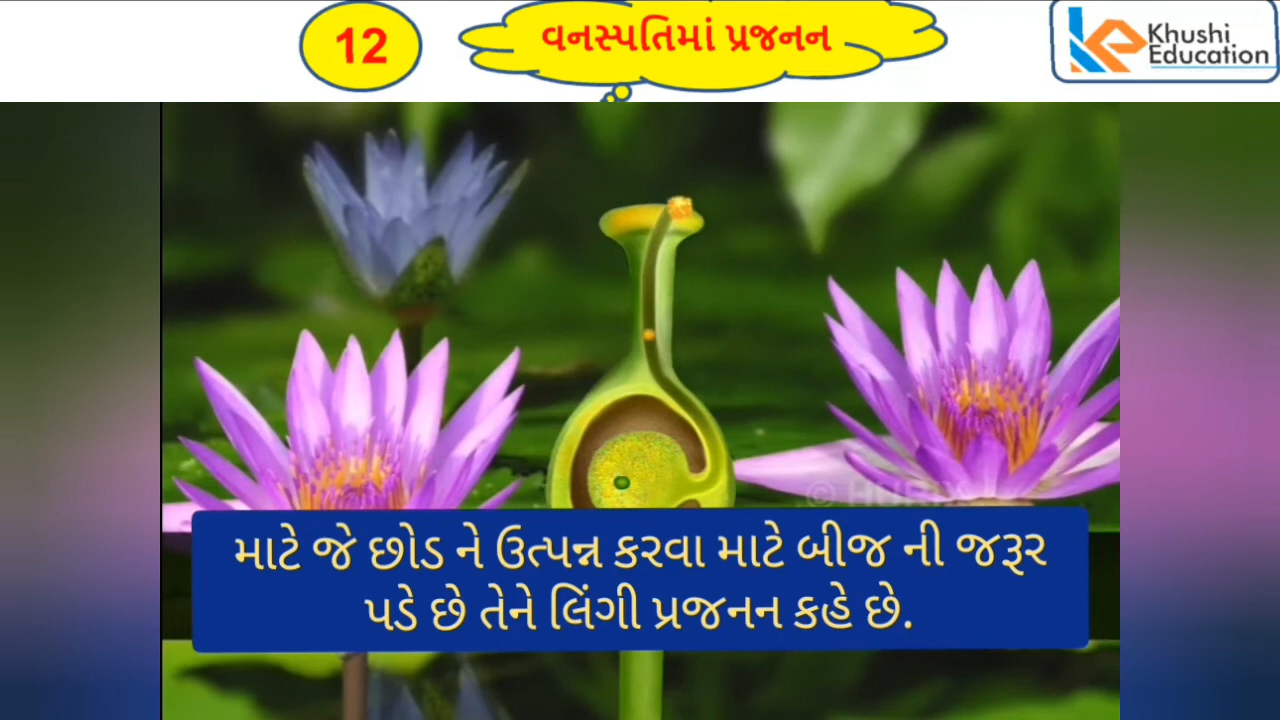 12
વનસ્પતિમાં પ્રજનન
Khushi
Education
માટે જે છોડ ને ઉત્પન્ન કરવા માટે બીજ ની જરૂર
પડે છે તેને લિંગી પ્રજનન કહે છે.